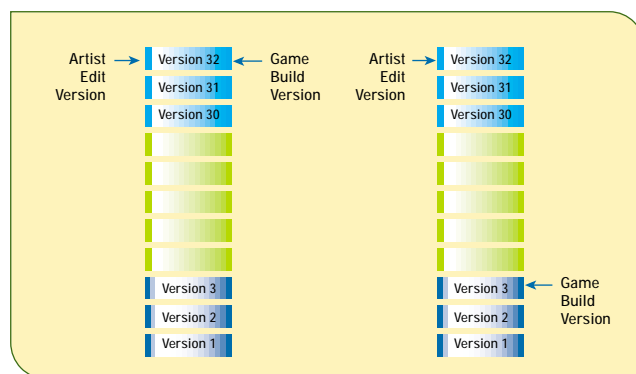 Artist
Edit
Version
Version 32
Version 31
Version 30
Version 3
Version 2
Version 1
Game
Build
Version
Artist
Edit
Version
Version 32
Version 31
Version 30
Version 3
Version 2
Version 1
Game
Build
Version